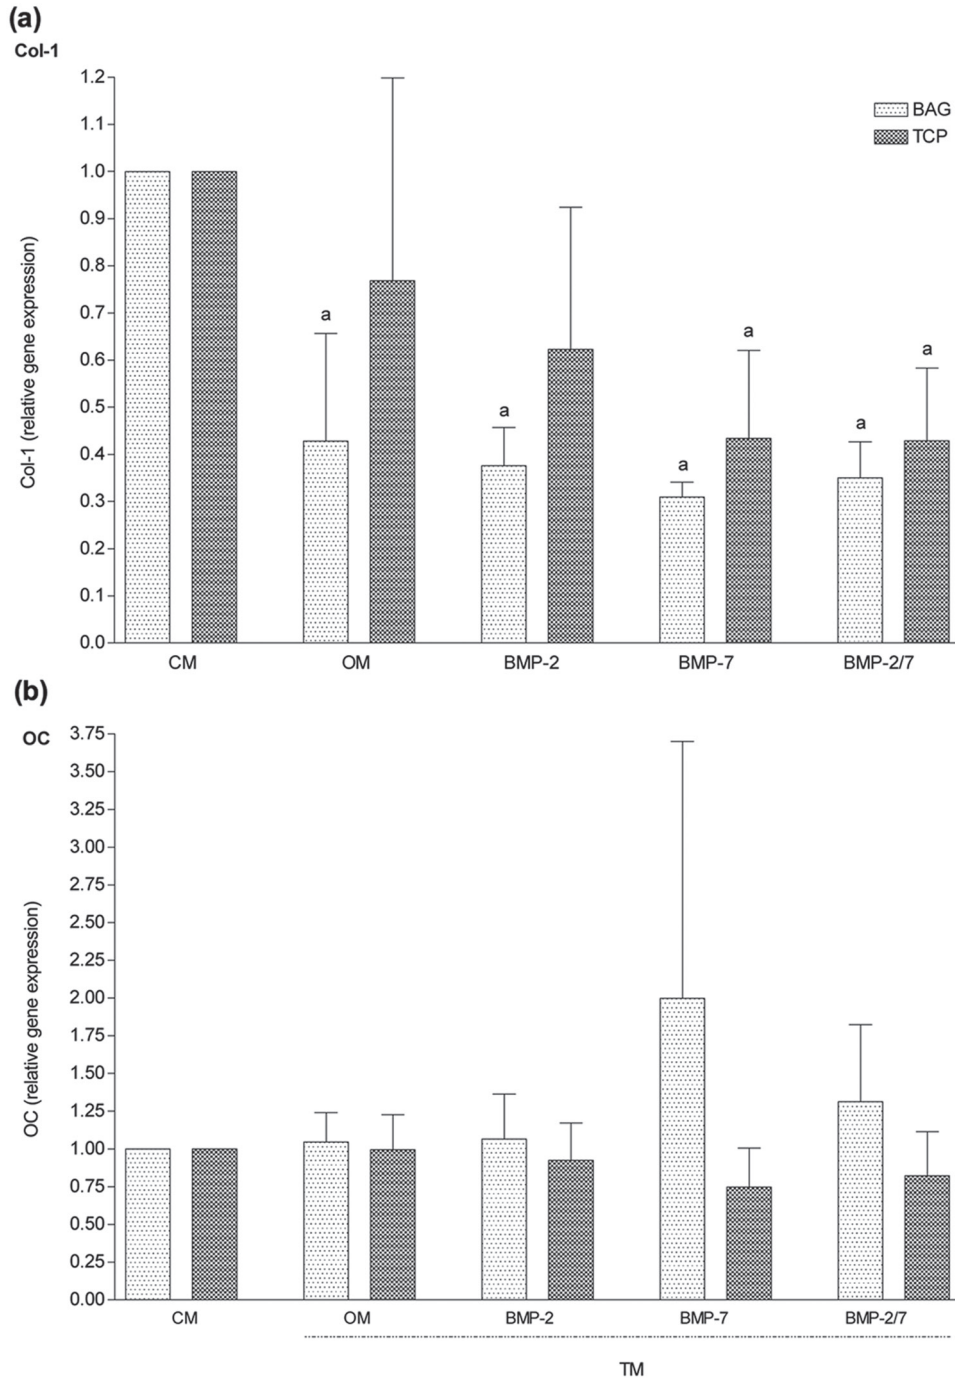 (a)
Col-1
Col-1 (relative gene expression)
1.2
1.1
1.0
0.9
0.8
0.7
0.6
0.5
0.4
0.3
0.2
0.1
0.0
BAG
TCP
a
a
a
a
a
a
CM OM BMP-2 BMP-7 BMP-2/7
(b)
OC
OC (relative gene expression)
3.75
3.50
3.25
3.00
2.75
2.50
2.25
2.00
1.75
1.50
1.25
1.00
0.75
0.50
0.25
0.00
CM OM BMP-2 BMP-7 BMP-2/7
TM